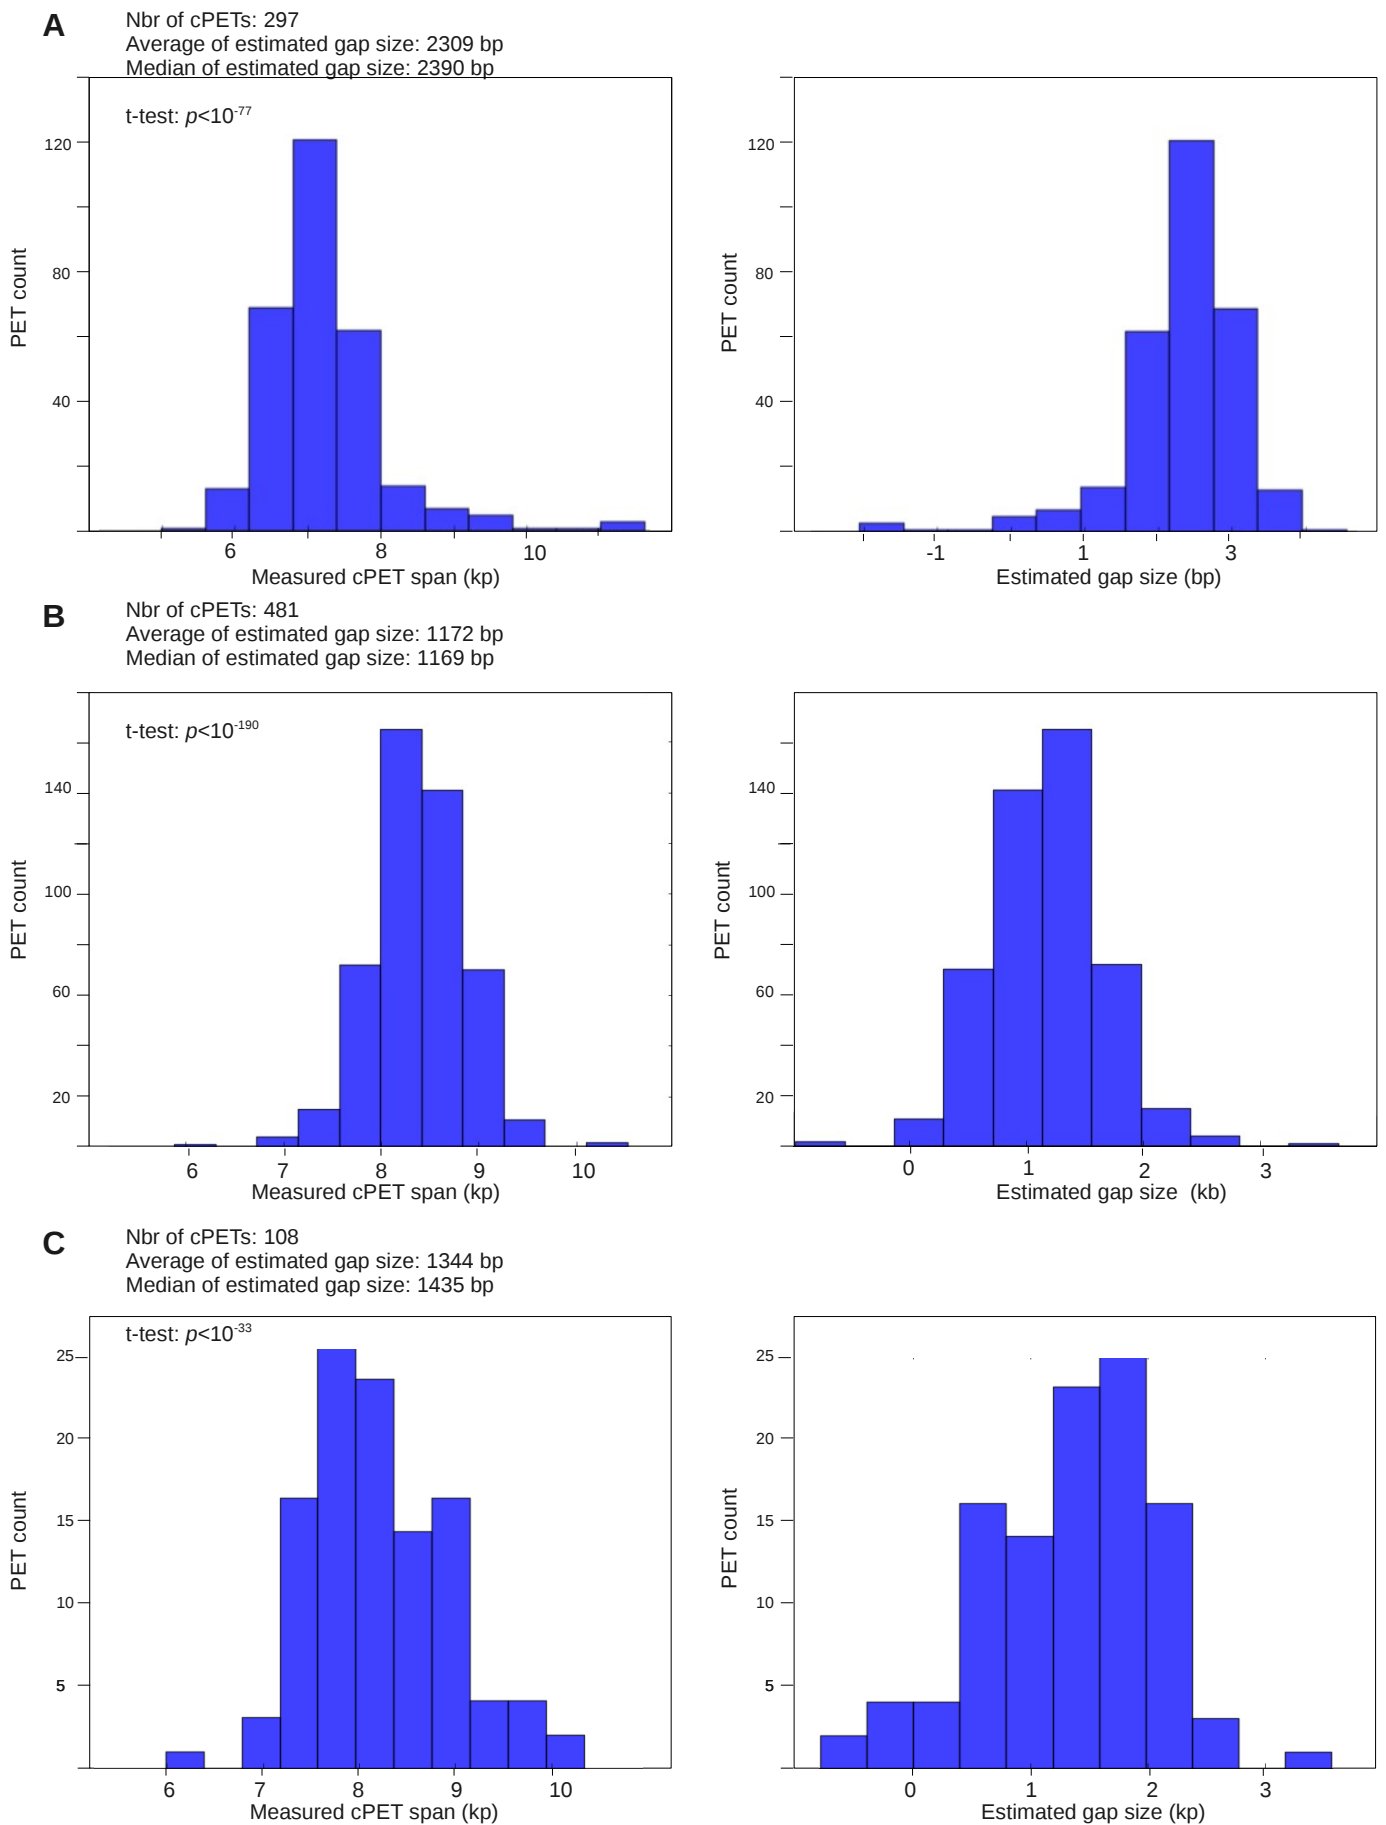 A
Nbr of cPETs: 297
Average of estimated gap size: 2309 bp
Median of estimated gap size: 2390 bp
t-test: p<10-77
120
80
40
PET count
6 8 10
Measured cPET span (kp)
120
80
40
PET count
-1 1 3
Estimated gap size (bp)
B
Nbr of cPETs: 481
Average of estimated gap size: 1172 bp
Median of estimated gap size: 1169 bp
t-test: p<10-190
140
100
60
20
PET count
6 7 8 9 10
Measured cPET span (kp)
140
100
60
20
PET count
0 1 2 3
Estimated gap size (kb)
C
Nbr of cPETs: 108
Average of estimated gap size: 1344 bp
Median of estimated gap size: 1435 bp
t-test: p<10-33
25
20
15
10
5
PET count
6 7 8 9 10
Measured cPET span (kp)
25
20
15
10
5
PET count
0 1 2 3
Estimated gap size (kp)